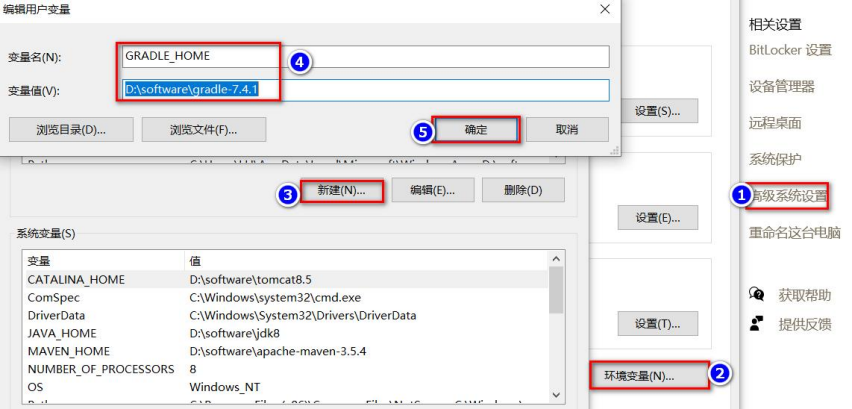 编辑用户变量
变量名(N):
GRADLE_HOME
4
变量值(V):
D:\software\gradle-7.4.1
浏览目录(D)...
浏览文件(F)...
5
确定
取消
3
新建(N)...
编辑(E)...
删除(D)
系统变量(S)
变量 值
CATALINA_HOME D:\software\tomcat8.5
ComSpec C:\Windows\system32\cmd.exe
DriverData C:\Windows\System32\Drivers\DriverData
JAVA_HOME D:\software\jdk8
MAVEN_HOME D:\software\apache-maven-3.5.4
NUMBER_OF_PROCESSORS 8
OS Windows_NT
设置(S)...
设置(E)...
设置(T)...
环境变量(N)...
2
相关设置
BitLocker 设置
设备管理器
远程桌面
系统保护
1
高级系统设置
重命名这台电脑
获取帮助
提供反馈